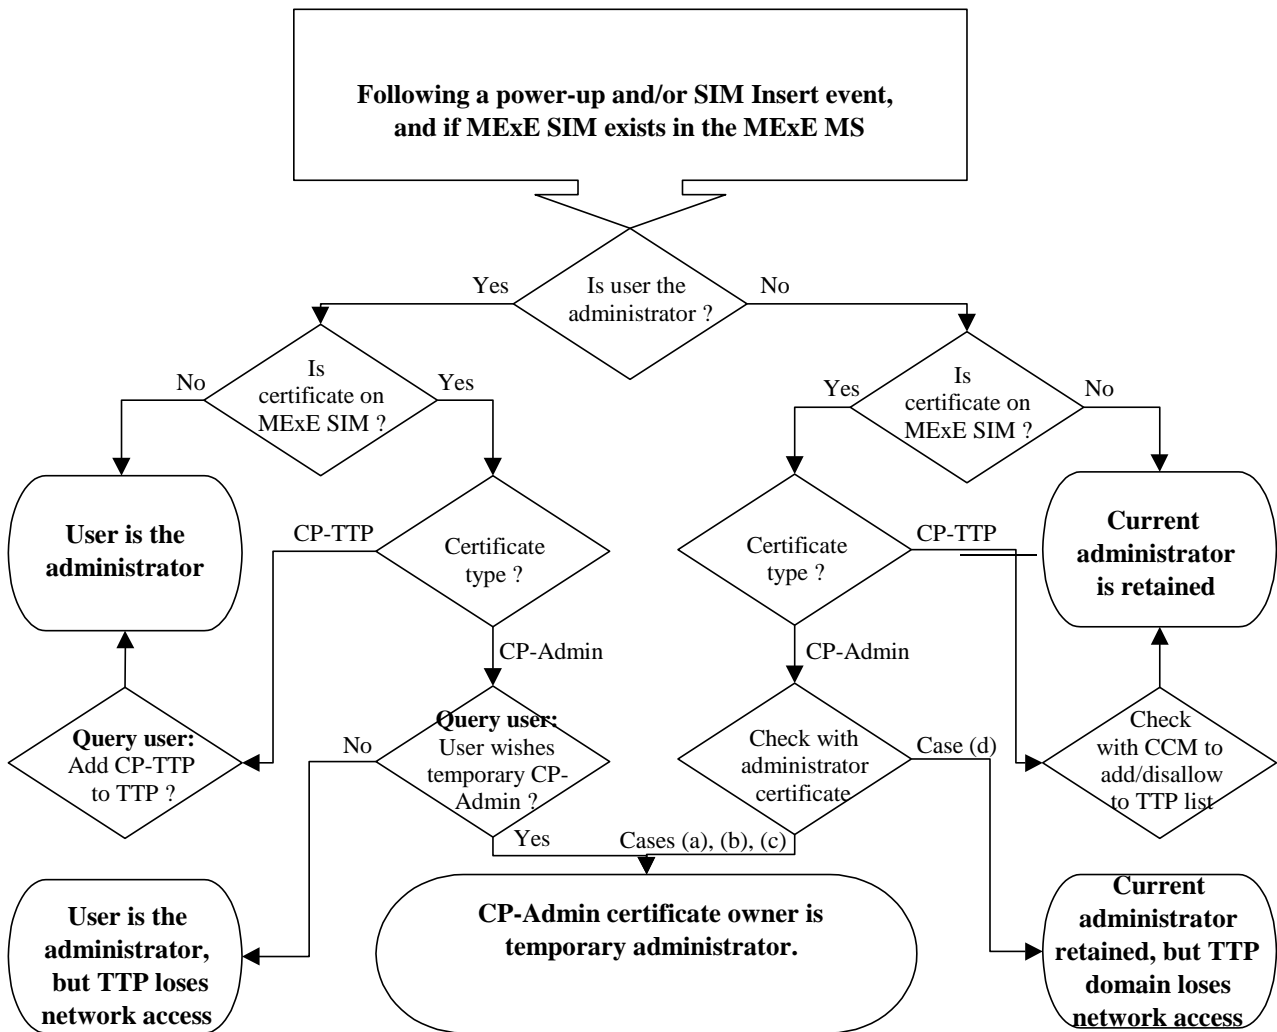 Following a power-up and/or SIM Insert event,
and if MExE SIM exists in the MExE MS
Is user the
administrator ?
Yes
No
Is
certificate on
MExE SIM ?
No
Yes
Is
certificate on
MExE SIM ?
Yes
No
User is the
administrator
CP-TTP
Certificate
type ?
Certificate
type ?
CP-TTP
Current
administrator
is retained
CP-Admin
CP-Admin
Query user:
Add CP-TTP
to TTP ?
No
Query user:
User wishes
temporary CP-
Admin ?
Check with
administrator
certificate
Case (d)
Check
with CCM to
add/disallow
to TTP list
Yes
Cases (a), (b), (c)
User is the
administrator,
but TTP loses
network access
CP-Admin certificate owner is
temporary administrator.
Current
administrator
retained, but TTP
domain loses
network access